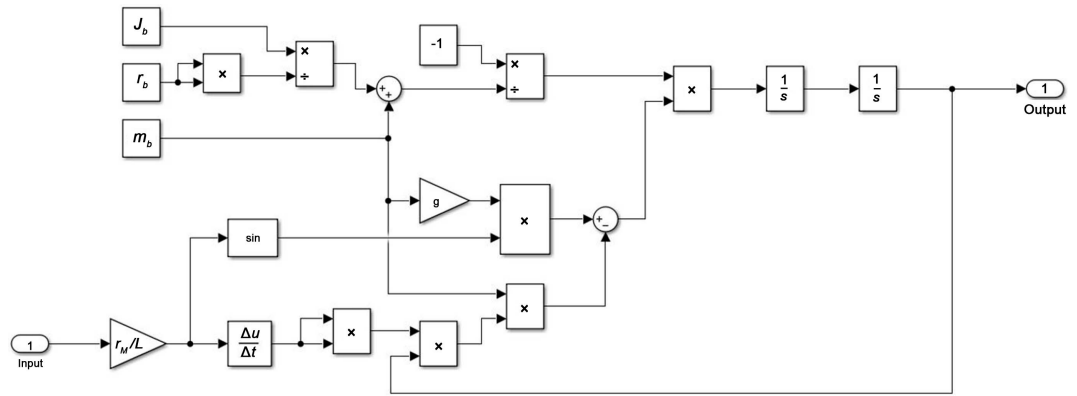 J_b
×
÷
r_b
×
m_b
+
+
-1
×
÷
×
1/s
1/s
1
Output
g
×
+
−
sin
×
1
Input
r_M/L
Δu/Δt
×
×